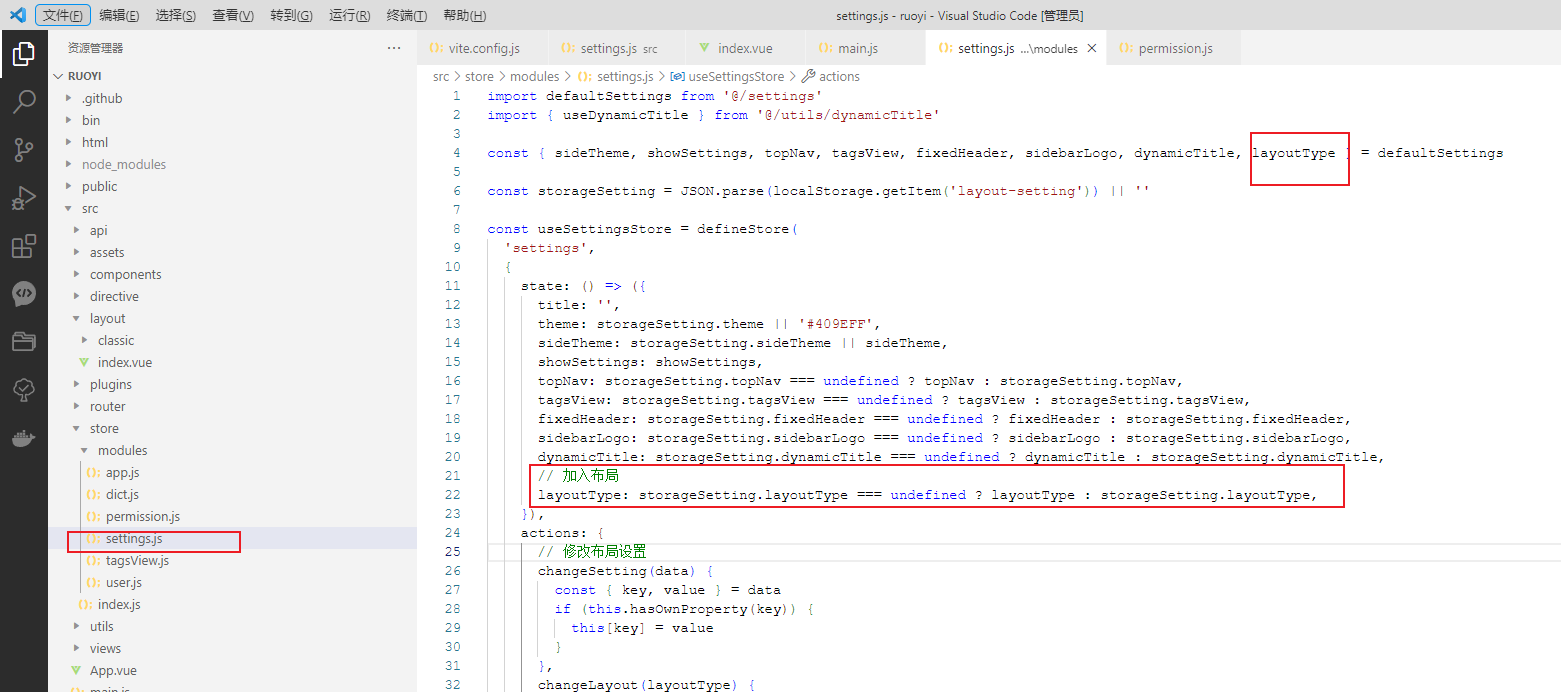 文件(F) 编辑(E) 选择(S) 查看(V) 转到(G) 运行(R) 终端(T) 帮助(H) settings.js - ruoyi - Visual Studio Code [管理员]
资源管理器 ···
vite.config.js settings.js src index.vue main.js settings.js ...\modules permission.js
src > store > modules > settings.js > useSettingsStore > actions
RUOYI
.github
bin
html
node_modules
public
src
api
assets
components
directive
layout
classic
index.vue
plugins
router
store
modules
app.js
dict.js
permission.js
settings.js
tagsView.js
user.js
index.js
utils
views
App.vue
main.js
1 import defaultSettings from '@/settings'
2 import { useDynamicTitle } from '@/utils/dynamicTitle'
3
4 const { sideTheme, showSettings, topNav, tagsView, fixedHeader, sidebarLogo, dynamicTitle, layoutType } = defaultSettings
5
6 const storageSetting = JSON.parse(localStorage.getItem('layout-setting')) || ''
7
8 const useSettingsStore = defineStore(
9 'settings',
10 {
11 state: () => ({
12 title: '',
13 theme: storageSetting.theme || '#409EFF',
14 sideTheme: storageSetting.sideTheme || sideTheme,
15 showSettings: showSettings,
16 topNav: storageSetting.topNav === undefined ? topNav : storageSetting.topNav,
17 tagsView: storageSetting.tagsView === undefined ? tagsView : storageSetting.tagsView,
18 fixedHeader: storageSetting.fixedHeader === undefined ? fixedHeader : storageSetting.fixedHeader,
19 sidebarLogo: storageSetting.sidebarLogo === undefined ? sidebarLogo : storageSetting.sidebarLogo,
20 dynamicTitle: storageSetting.dynamicTitle === undefined ? dynamicTitle : storageSetting.dynamicTitle,
21 // 加入布局
22 layoutType: storageSetting.layoutType === undefined ? layoutType : storageSetting.layoutType,
23 }),
24 actions: {
25 // 修改布局设置
26 changeSetting(data) {
27 const { key, value } = data
28 if (this.hasOwnProperty(key)) {
29 this[key] = value
30 }
31 },
32 changeLayout(layoutType) {